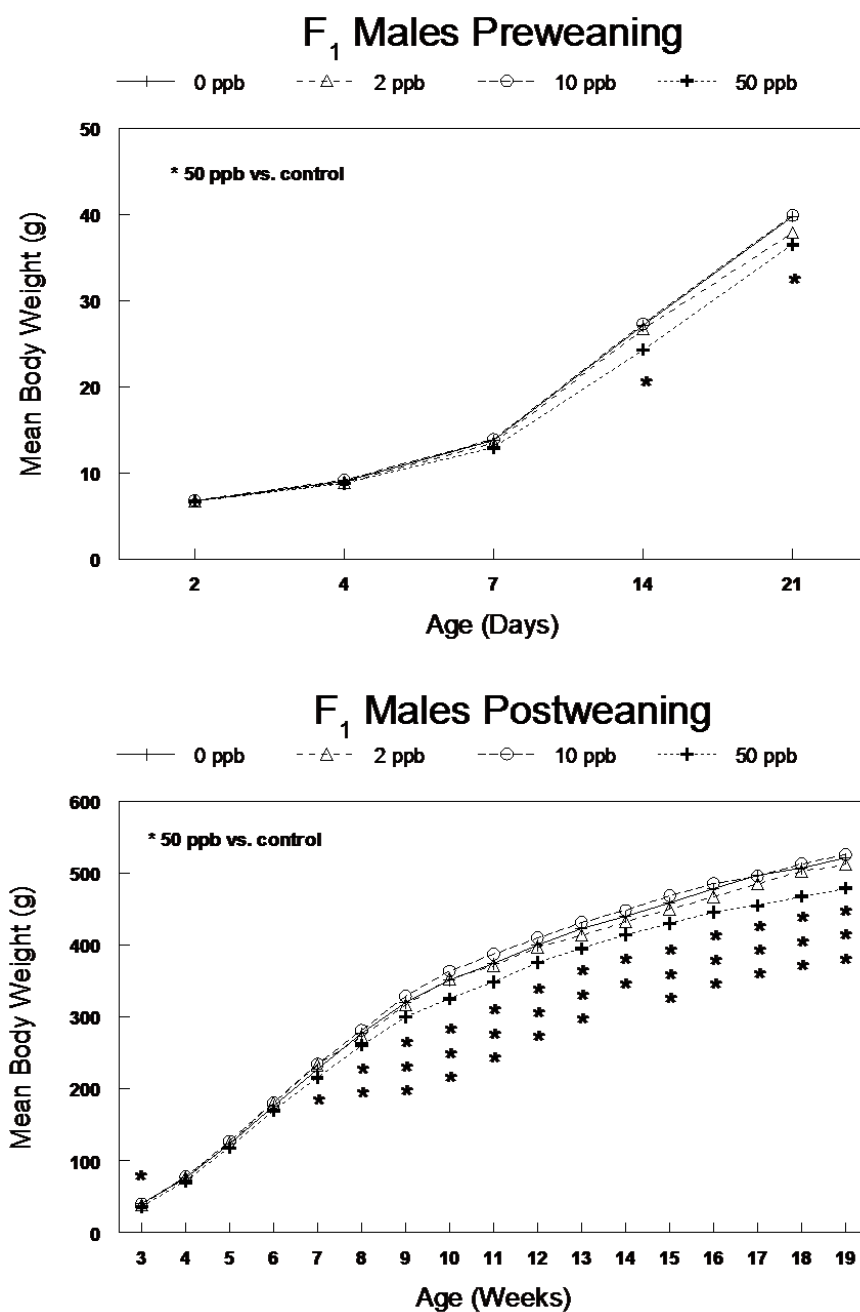 F₁ Males Preweaning
0 ppb 2 ppb 10 ppb 50 ppb
50
* 50 ppb vs. control
40
30
*
20
*
10
0
Mean Body Weight (g)
2 4 7 14 21
Age (Days)
F₁ Males Postweaning
0 ppb 2 ppb 10 ppb 50 ppb
600
* 50 ppb vs. control
500
400
300
200
100
0
Mean Body Weight (g)
* * * * * * * * * * * * * * * * * * * * * * * * * * * * * * * * * * * *
3 4 5 6 7 8 9 10 11 12 13 14 15 16 17 18 19
Age (Weeks)